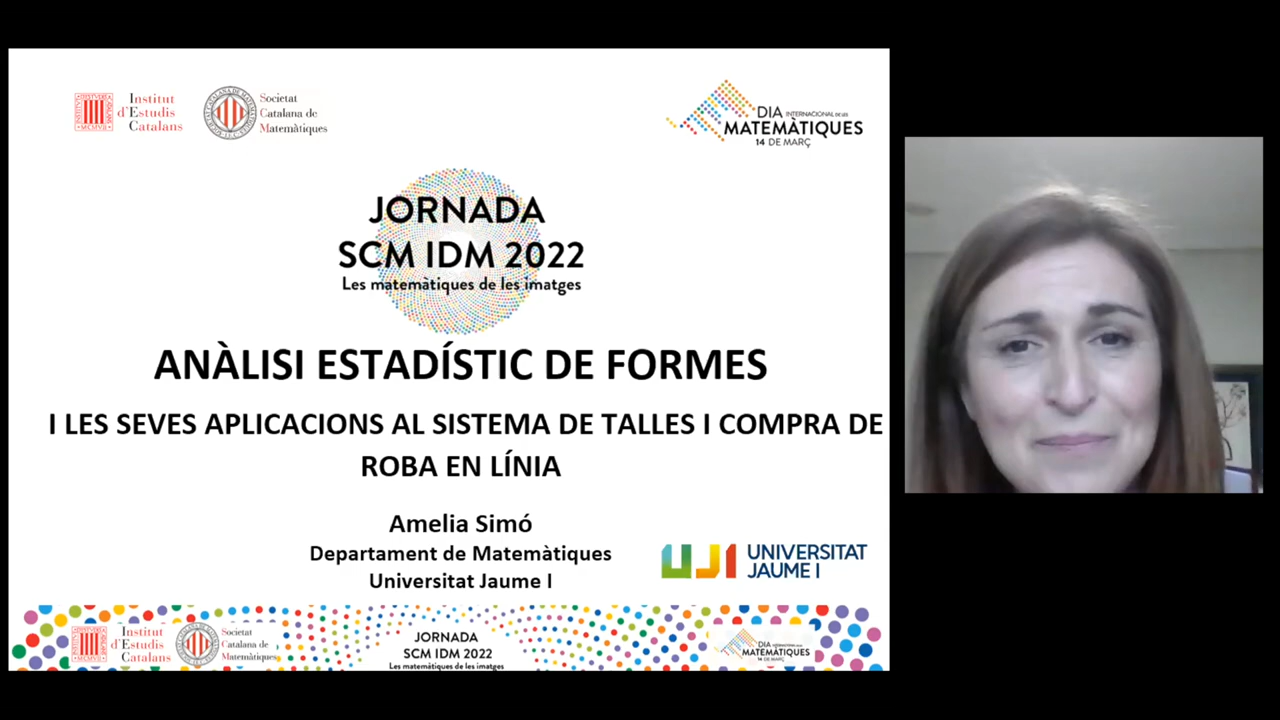 Institut
d'Estudis
Catalans
Societat
Catalana de
Matemàtiques
DIA INTERNACIONAL DE LES
MATEMÀTIQUES
14 DE MARÇ
JORNADA
SCM IDM 2022
Les matemàtiques de les imatges
ANÀLISI ESTADÍSTIC DE FORMES
I LES SEVES APLICACIONS AL SISTEMA DE TALLES I COMPRA DE
ROBA EN LÍNIA
Amelia Simó
Departament de Matemàtiques
Universitat Jaume I
UJI UNIVERSITAT
JAUME I
Institut
d'Estudis
Catalans
Societat
Catalana de
Matemàtiques
JORNADA
SCM IDM 2022
Les matemàtiques de les imatges
DIA
MATEMÀTIQUES
14 DE MARÇ